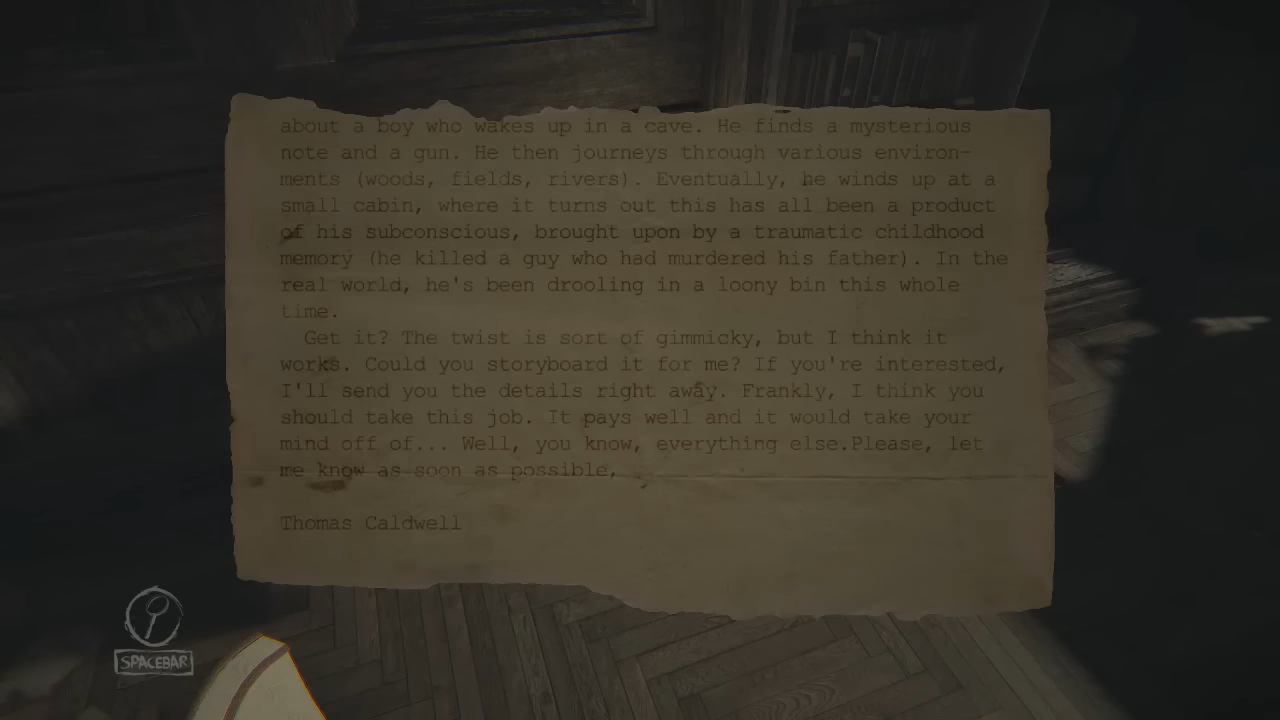 about a boy who wakes up in a cave. He finds a mysterious
note and a gun. He then journeys through various environ-
ments (woods, fields, rivers). Eventually, he winds up at a
small cabin, where it turns out this has all been a product
of his subconscious, brought upon by a traumatic childhood
memory (he killed a guy who had murdered his father). In the
real world, he's been drooling in a loony bin this whole
time.
Get it? The twist is sort of gimmicky, but I think it
works. Could you storyboard it for me? If you're interested,
I'll send you the details right away. Frankly, I think you
should take this job. It pays well and it would take your
mind off of... Well, you know, everything else.Please, let
me know as soon as possible,
Thomas Caldwell
SPACEBAR